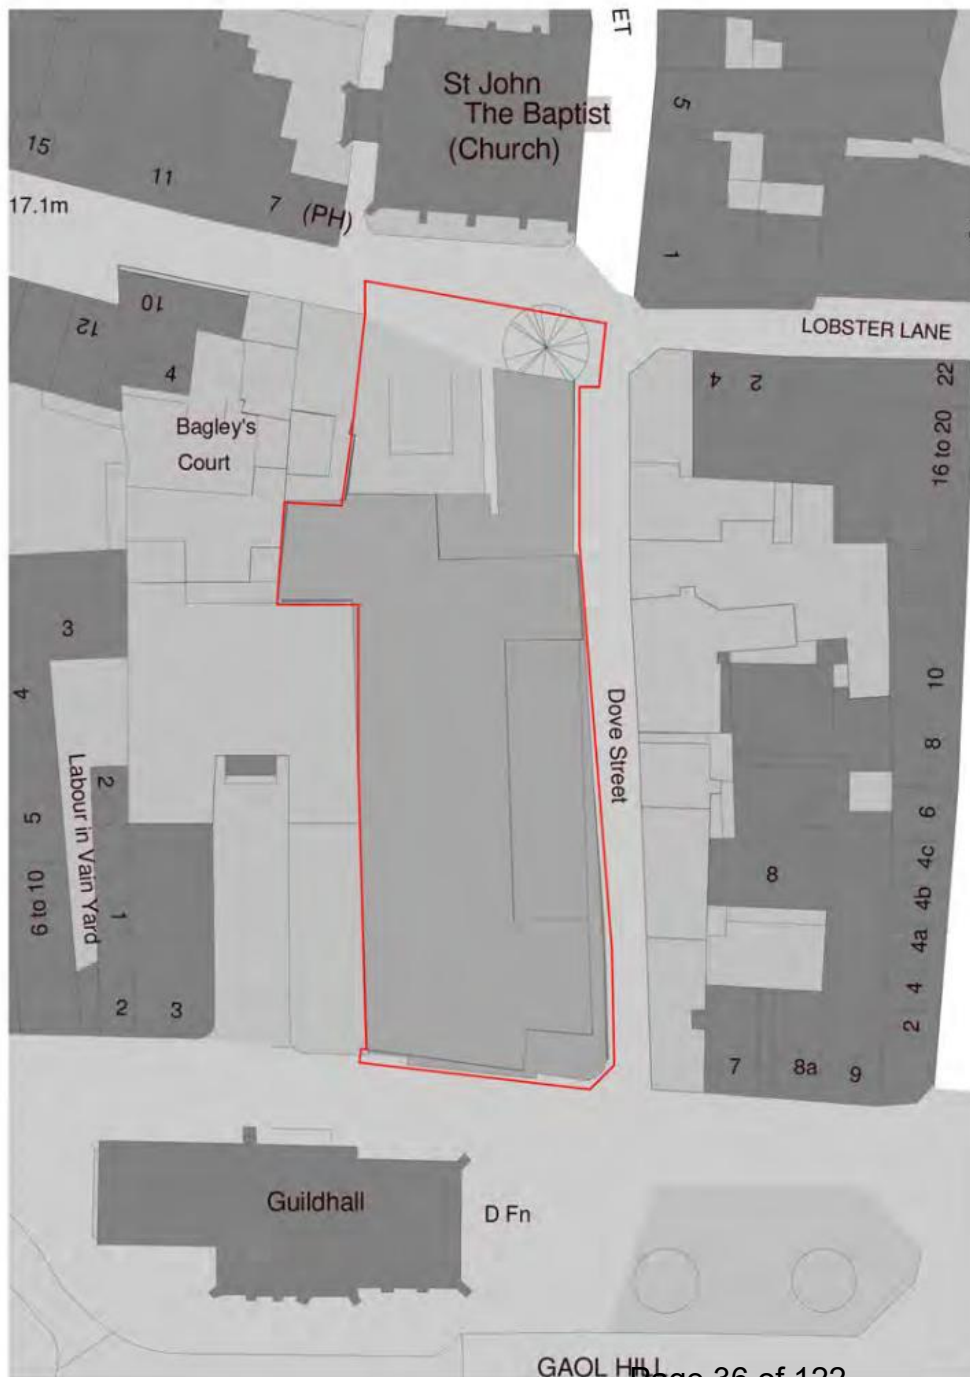 ET
St John
The Baptist
(Church)
5
15
11
7 (PH)
17.1m
1
10
12
4
LOBSTER LANE
4 2
22
16 to 20
Bagley's
Court
3
4
10
Dove Street
8
Labour in Vain Yard
2
5
6
4c
8
6 to 10
1
4b
4a
4
2 3
2
7 8a 9
Guildhall
D Fn
GAOL HILL
Page 36 of 122